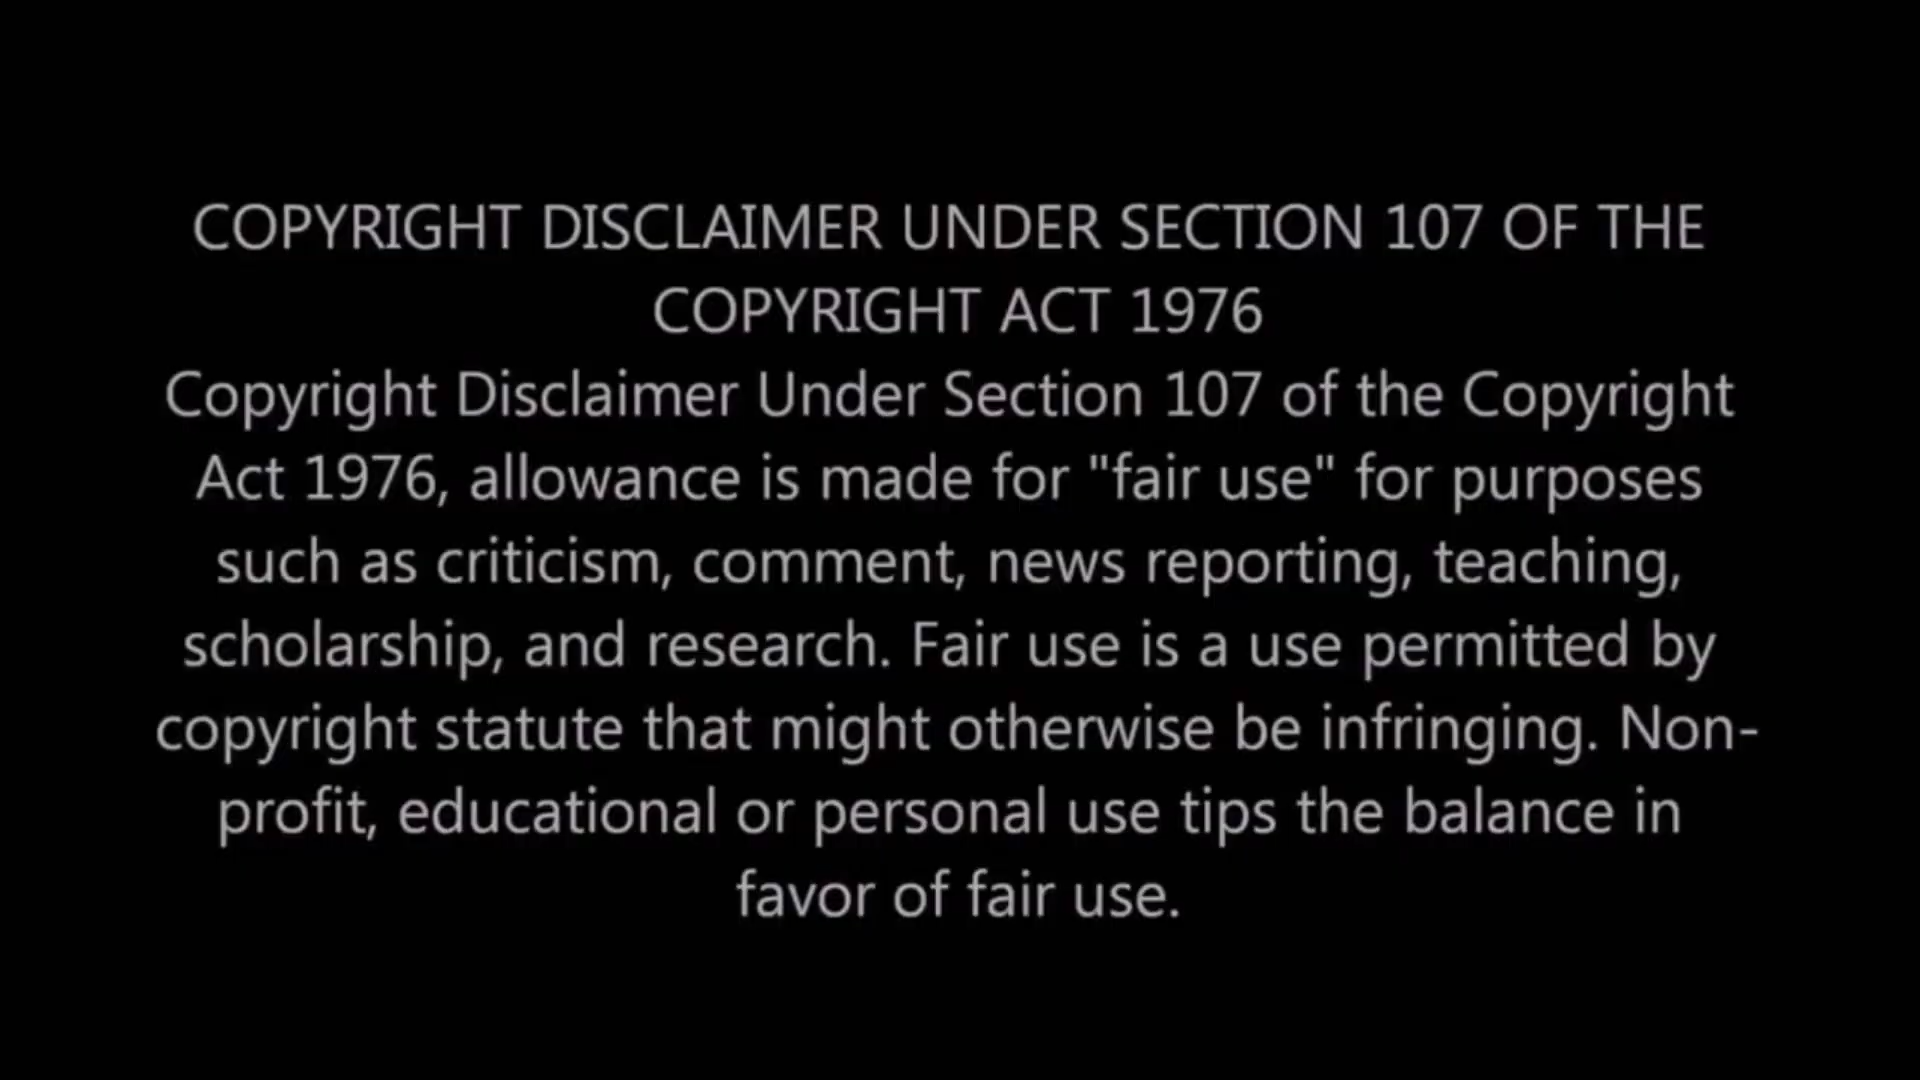 COPYRIGHT DISCLAIMER UNDER SECTION 107 OF THE
COPYRIGHT ACT 1976
Copyright Disclaimer Under Section 107 of the Copyright
Act 1976, allowance is made for "fair use" for purposes
such as criticism, comment, news reporting, teaching,
scholarship, and research. Fair use is a use permitted by
copyright statute that might otherwise be infringing. Non-
profit, educational or personal use tips the balance in
favor of fair use.